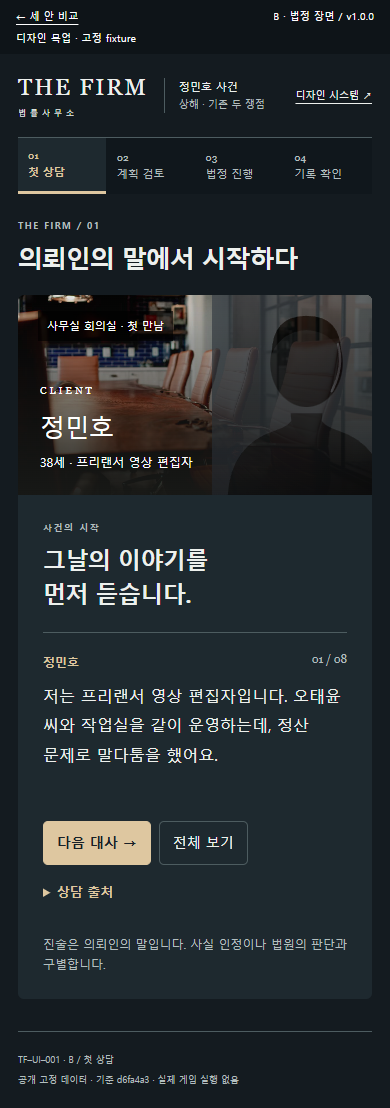 ← 세 안 비교
B · 법정 장면 / v1.0.0
디자인 목업 · 고정 fixture
THE FIRM
법률사무소
정민호 사건
상해 · 기존 두 쟁점
디자인 시스템 ↗
01
첫 상담
02
계획 검토
03
법정 진행
04
기록 확인
THE FIRM / 01
의뢰인의 말에서 시작하다
사무실 회의실 · 첫 만남
CLIENT
정민호
38세 · 프리랜서 영상 편집자
사건의 시작
그날의 이야기를
먼저 듣습니다.
정민호
01 / 08
저는 프리랜서 영상 편집자입니다. 오태윤
씨와 작업실을 같이 운영하는데, 정산
문제로 말다툼을 했어요.
다음 대사 →
전체 보기
▶ 상담 출처
진술은 의뢰인의 말입니다. 사실 인정이나 법원의 판단과
구별합니다.
TF-UI-001 · B / 첫 상담
공개 고정 데이터 · 기준 d6fa4a3 · 실제 게임 실행 없음